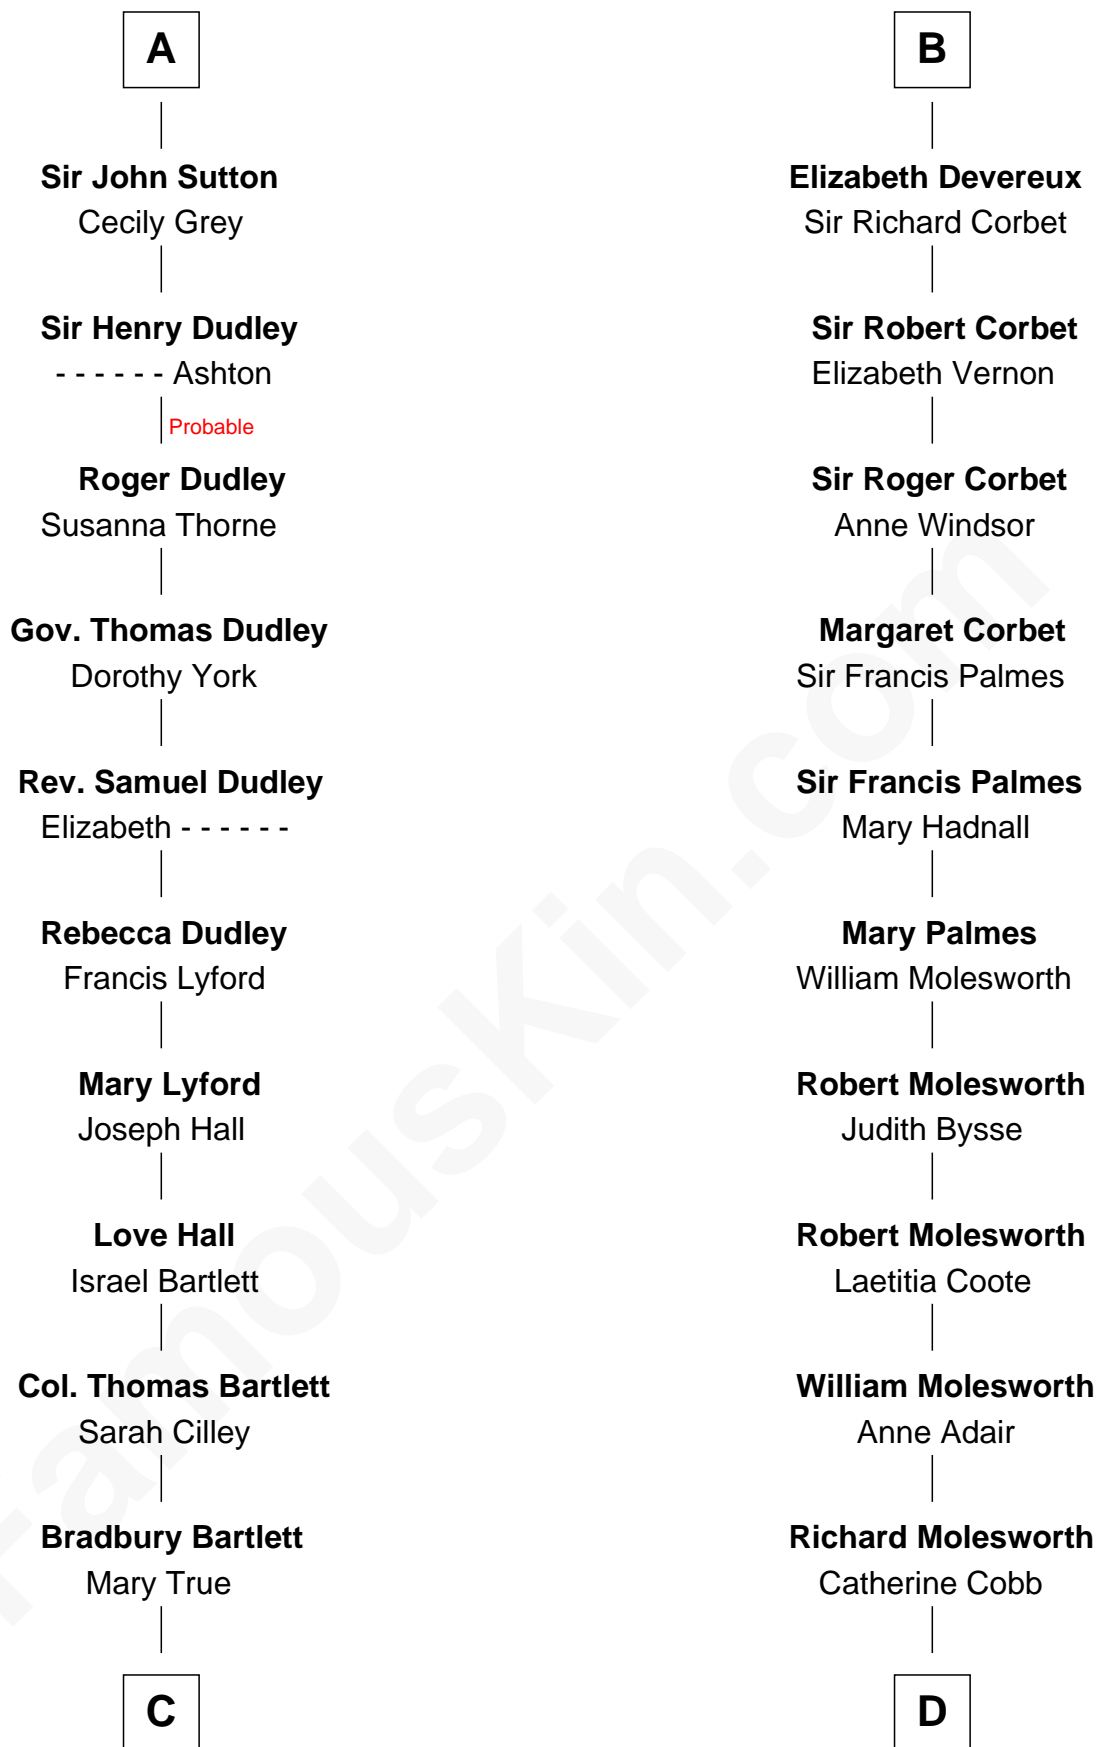 A
Sir John Sutton
Cecily Grey
Sir Henry Dudley
- - - - - - Ashton
Probable
Roger Dudley
Susanna Thorne
Gov. Thomas Dudley
Dorothy York
Rev. Samuel Dudley
Elizabeth - - - - - -
Rebecca Dudley
Francis Lyford
Mary Lyford
Joseph Hall
Love Hall
Israel Bartlett
Col. Thomas Bartlett
Sarah Cilley
Bradbury Bartlett
Mary True
C
B
Elizabeth Devereux
Sir Richard Corbet
Sir Robert Corbet
Elizabeth Vernon
Sir Roger Corbet
Anne Windsor
Margaret Corbet
Sir Francis Palmes
Sir Francis Palmes
Mary Hadnall
Mary Palmes
William Molesworth
Robert Molesworth
Judith Bysse
Robert Molesworth
Laetitia Coote
William Molesworth
Anne Adair
Richard Molesworth
Catherine Cobb
D
FamousKin.com